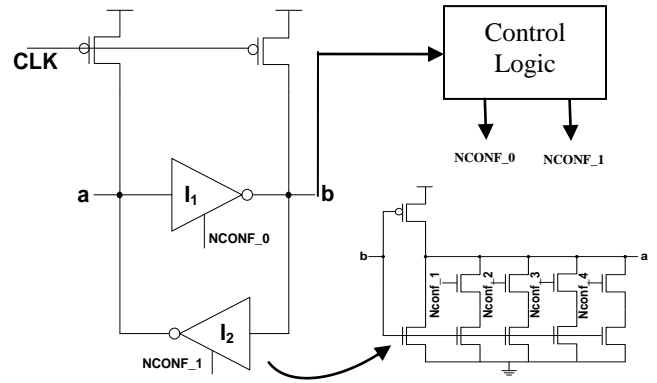 CLK
Control
Logic
NCONF_0 NCONF_1
a I1 b
NCONF_0
I2
NCONF_1
b a
Nconf_1
Nconf_2
Nconf_3
Nconf_4